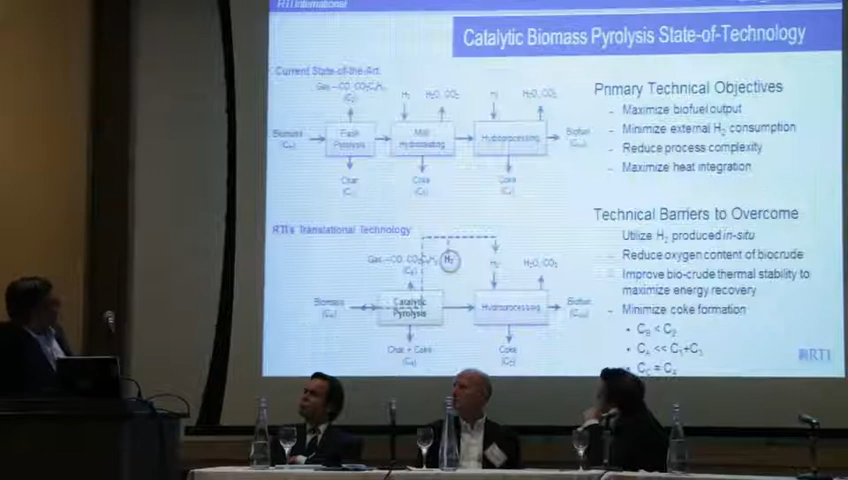 RTI International
Catalytic Biomass Pyrolysis State-of-Technology
Current State-of-the-Art
H₂O, CO₂
H₂O, CO₂
Biomass
Flash
Pyrolysis
Mild
Hydrotreating
Hydroprocessing
Biofuel
Char
Coke
Coke
RTI's Translational Technology
H₂
H₂
H₂O, CO₂
Biomass
Catalytic
Pyrolysis
Hydroprocessing
Biofuel
Char + Coke
Coke
Primary Technical Objectives
- Maximize biofuel output
- Minimize external H₂ consumption
- Reduce process complexity
- Maximize heat integration
Technical Barriers to Overcome
Utilize H₂ produced in-situ
- Reduce oxygen content of biocrude
Improve bio-crude thermal stability to
maximize energy recovery
- Minimize coke formation
RTI